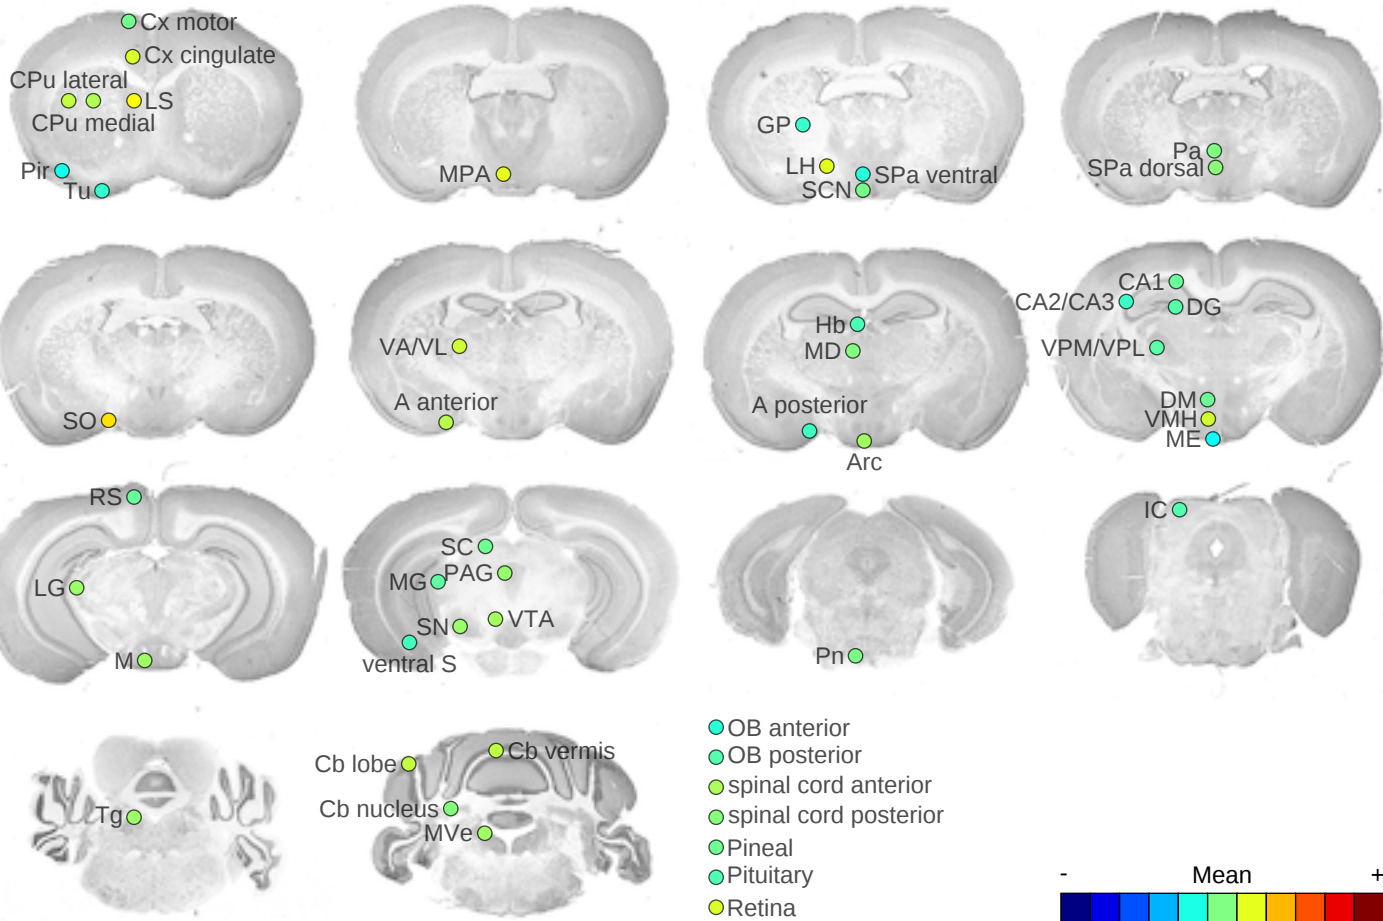 Cx motor
Cx cingulate
CPu lateral
LS
CPu medial
Pir
Tu
MPA
GP
LH
SPa ventral
SCN
Pa
SPa dorsal
SO
VA/VL
A anterior
Hb
MD
A posterior
Arc
CA1
CA2/CA3
DG
VPM/VPL
DM
VMH
ME
RS
LG
M
SC
MG
PAG
SN
VTA
ventral S
Pn
IC
Tg
Cb lobe
Cb vermis
Cb nucleus
MVe
OB anterior
OB posterior
spinal cord anterior
spinal cord posterior
Pineal
Pituitary
Retina
- Mean +